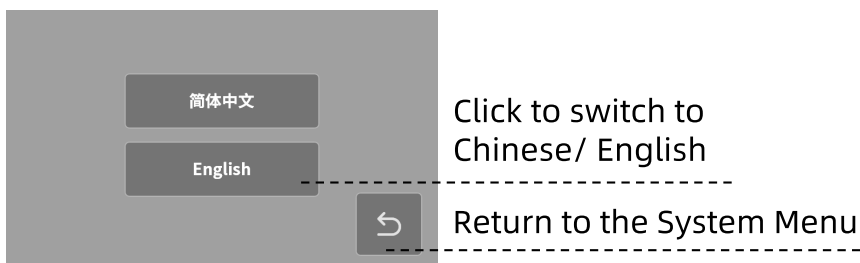 简体中文
English
Click to switch to
Chinese/ English
Return to the System Menu